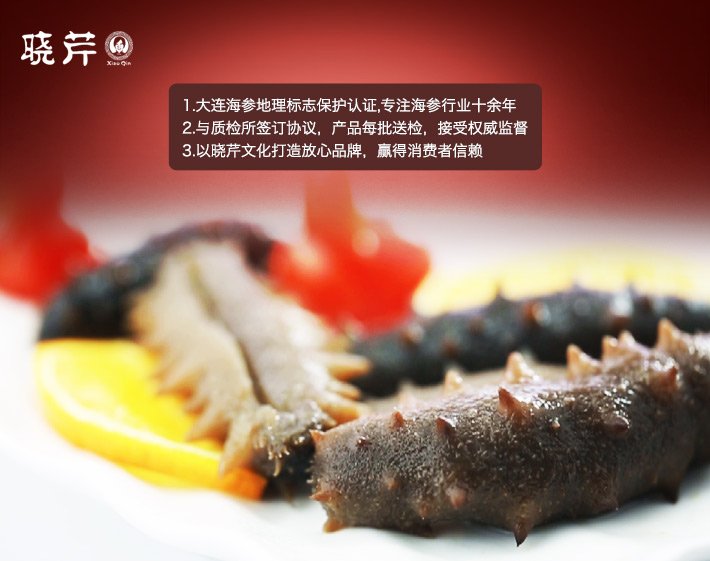 晓芹
Xiao Qin
1.大连海参地理标志保护认证,专注海参行业十余年
2.与质检所签订协议，产品每批送检，接受权威监督
3.以晓芹文化打造放心品牌，赢得消费者信赖